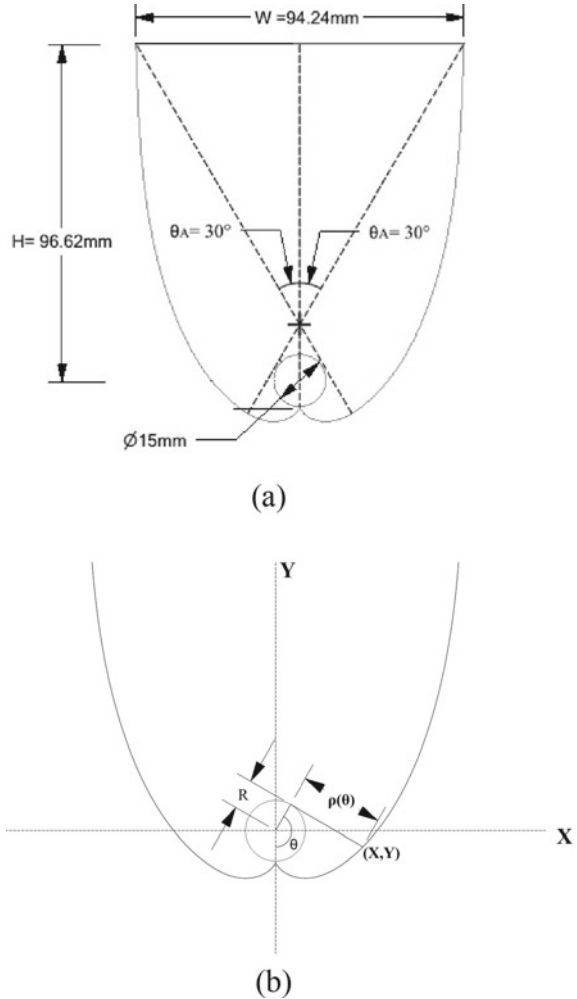 W =94.24mm
θA= 30°
θA= 30°
H= 96.62mm
Ø15mm
(a)
Y
R
ρ(θ)
θ
(X,Y)
X
(b)